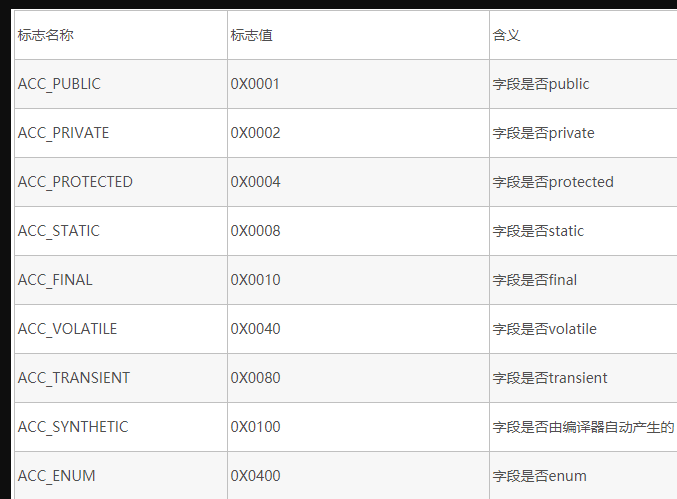 标志名称 标志值 含义
ACC_PUBLIC 0X0001 字段是否public
ACC_PRIVATE 0X0002 字段是否private
ACC_PROTECTED 0X0004 字段是否protected
ACC_STATIC 0X0008 字段是否static
ACC_FINAL 0X0010 字段是否final
ACC_VOLATILE 0X0040 字段是否volatile
ACC_TRANSIENT 0X0080 字段是否transient
ACC_SYNTHETIC 0X0100 字段是否由编译器自动产生的
ACC_ENUM 0X0400 字段是否enum